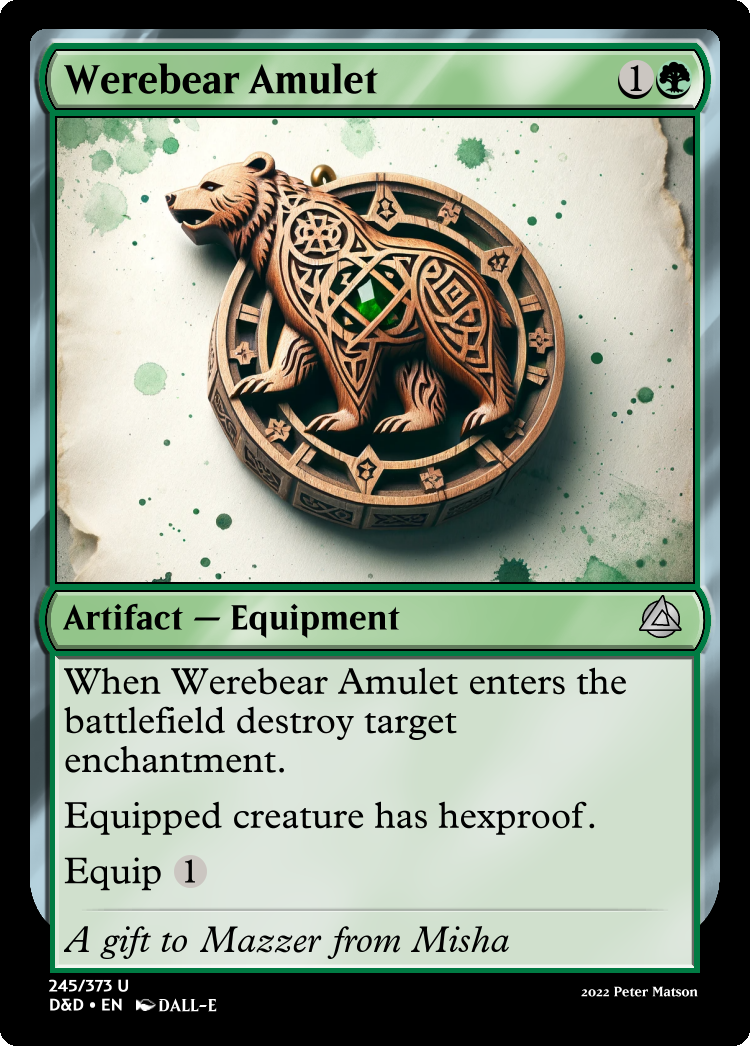 Werebear Amulet 1
Artifact — Equipment
When Werebear Amulet enters the
battlefield destroy target
enchantment.
Equipped creature has hexproof.
Equip 1
A gift to Mazzer from Misha
245/373 U
D&D • EN DALL-E
2022 Peter Matson